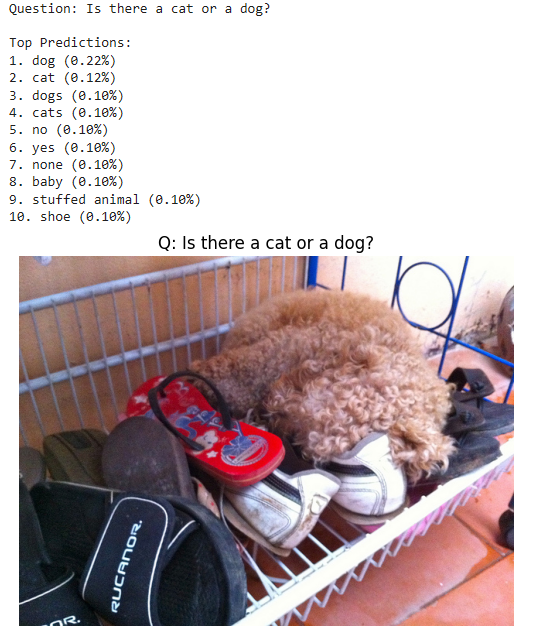 Question: Is there a cat or a dog?
Top Predictions:
1. dog (0.22%)
2. cat (0.12%)
3. dogs (0.10%)
4. cats (0.10%)
5. no (0.10%)
6. yes (0.10%)
7. none (0.10%)
8. baby (0.10%)
9. stuffed animal (0.10%)
10. shoe (0.10%)
Q: Is there a cat or a dog?
RUCANOR.
OR.